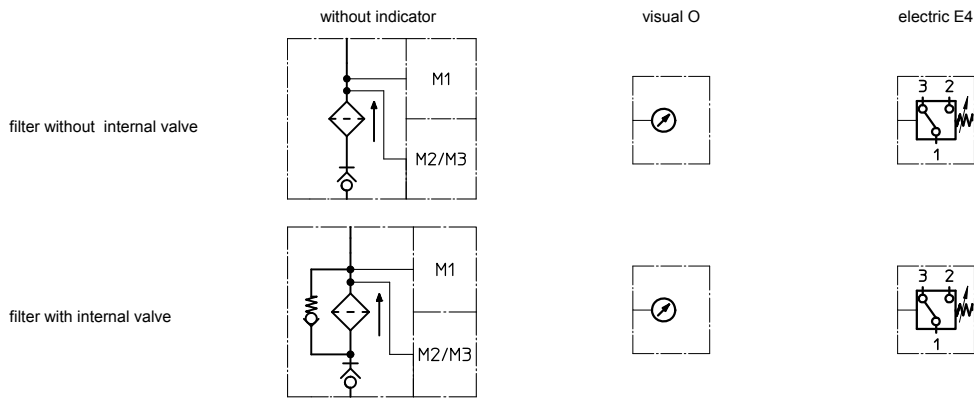 without indicator visual O electric E4
M1 3 2
filter without internal valve
M2/M3 1
M1 3 2
filter with internal valve
M2/M3 1